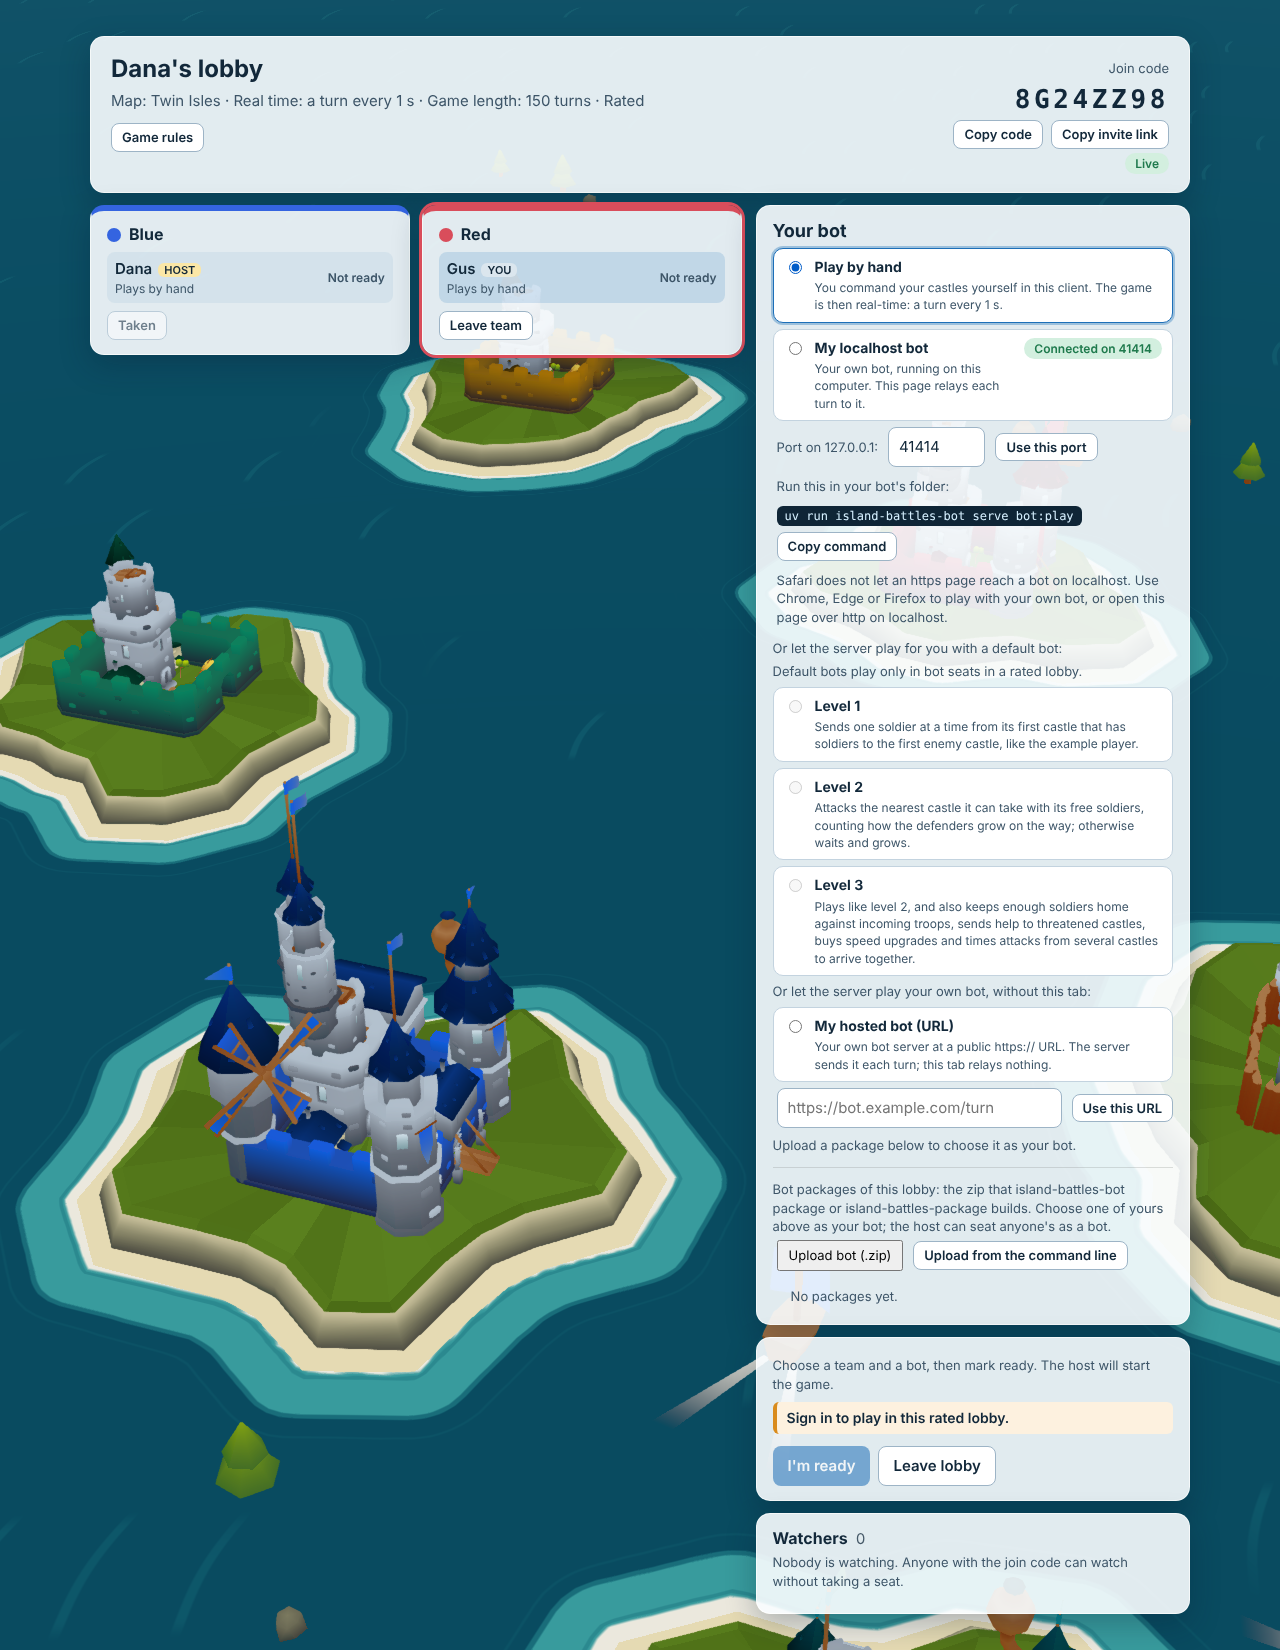 Dana's lobby
Map: Twin Isles · Real time: a turn every 1 s · Game length: 150 turns · Rated
Game rules
Join code
8G24ZZ98
Copy code
Copy invite link
Live
Blue
Dana HOST
Plays by hand
Not ready
Taken
Red
Gus YOU
Plays by hand
Not ready
Leave team
Your bot
Play by hand
You command your castles yourself in this client. The game
is then real-time: a turn every 1 s.
My localhost bot
Connected on 41414
Your own bot, running on this
computer. This page relays each
turn to it.
Port on 127.0.0.1:
41414
Use this port
Run this in your bot's folder:
uv run island-battles-bot serve bot:play
Copy command
Safari does not let an https page reach a bot on localhost. Use
Chrome, Edge or Firefox to play with your own bot, or open this
page over http on localhost.
Or let the server play for you with a default bot:
Default bots play only in bot seats in a rated lobby.
Level 1
Sends one soldier at a time from its first castle that has
soldiers to the first enemy castle, like the example player.
Level 2
Attacks the nearest castle it can take with its free soldiers,
counting how the defenders grow on the way; otherwise
waits and grows.
Level 3
Plays like level 2, and also keeps enough soldiers home
against incoming troops, sends help to threatened castles,
buys speed upgrades and times attacks from several castles
to arrive together.
Or let the server play your own bot, without this tab:
My hosted bot (URL)
Your own bot server at a public https:// URL. The server
sends it each turn; this tab relays nothing.
https://bot.example.com/turn
Use this URL
Upload a package below to choose it as your bot.
Bot packages of this lobby: the zip that island-battles-bot
package or island-battles-package builds. Choose one of yours
above as your bot; the host can seat anyone's as a bot.
Upload bot (.zip)
Upload from the command line
No packages yet.
Choose a team and a bot, then mark ready. The host will start
the game.
Sign in to play in this rated lobby.
I'm ready
Leave lobby
Watchers 0
Nobody is watching. Anyone with the join code can watch
without taking a seat.